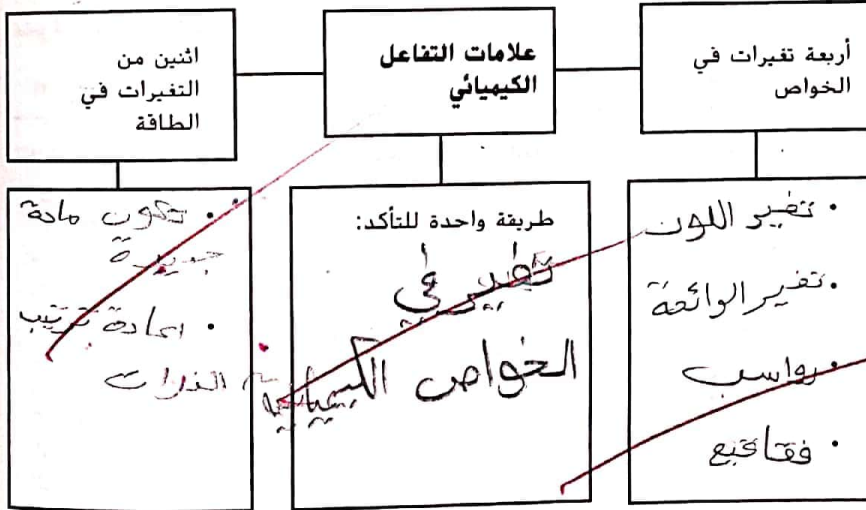 أربعة تغيرات في
الخواص
علامات التفاعل
الكيميائي
اثنين من
التغيرات في
الطاقة
• تغير اللون
• تغير الرائحة
• رواسب
• فقاقيع
طريقة واحدة للتأكد:
تغير في
الخواص الكيميائية
• تكون مادة
جديدة
• اعادة ترتيب
الذرات